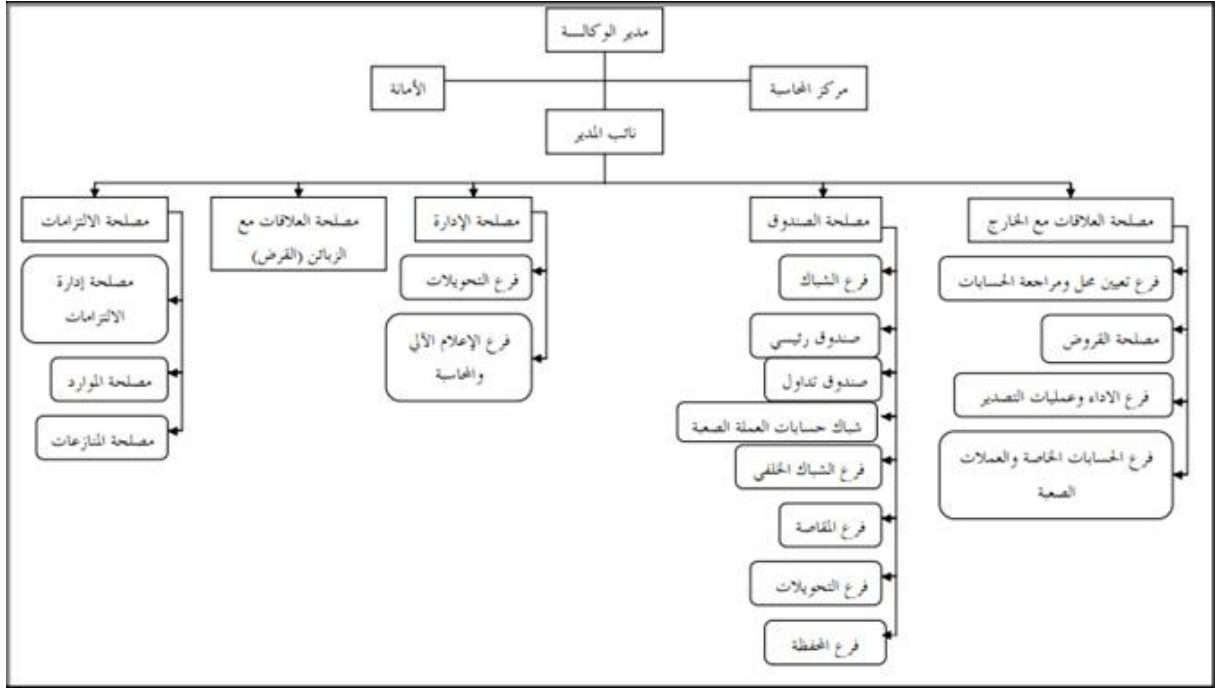 مدير الوكالـــة
مركز المحاسبة
الأمانة
نائب المدير
مصلحة العلاقات مع الخارج
فرع تعيين محل ومراجعة الحسابات
مصلحة القروض
فرع الاداء وعمليات التصدير
فرع الحسابات الخاصة والعملات
الصعبة
مصلحة الصندوق
فرع الشباك
صندوق رئيسي
صندوق تداول
شباك حسابات العملة الصعبة
فرع الشباك الخلفي
فرع المقاصة
فرع التحويلات
فرع المحفظة
مصلحة الإدارة
فرع التحويلات
فرع الإعلام الآلي
والمحاسبة
مصلحة العلاقات مع
الزبائن (القرض)
مصلحة الالتزامات
مصلحة إدارة
الالتزامات
مصلحة الموارد
مصلحة المنازعات